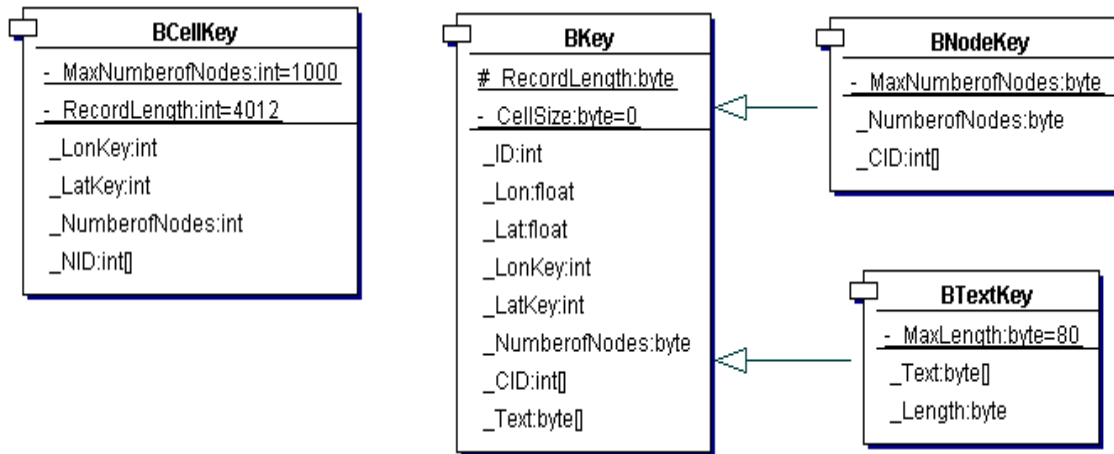 BCellKey
- MaxNumberofNodes:int=1000
- RecordLength:int=4012
_LonKey:int
_LatKey:int
_NumberofNodes:int
_NID:int[]
BKey
# RecordLength:byte
- CellSize:byte=0
_ID:int
_Lon:float
_Lat:float
_LonKey:int
_LatKey:int
_NumberofNodes:byte
_CID:int[]
_Text:byte[]
BNodeKey
- MaxNumberofNodes:byte
_NumberofNodes:byte
_CID:int[]
BTextKey
- MaxLength:byte=80
_Text:byte[]
_Length:byte